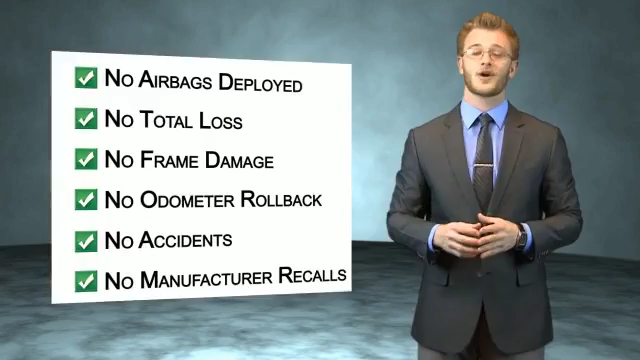 No Airbags Deployed
No Total Loss
No Frame Damage
No Odometer Rollback
No Accidents
No Manufacturer Recalls